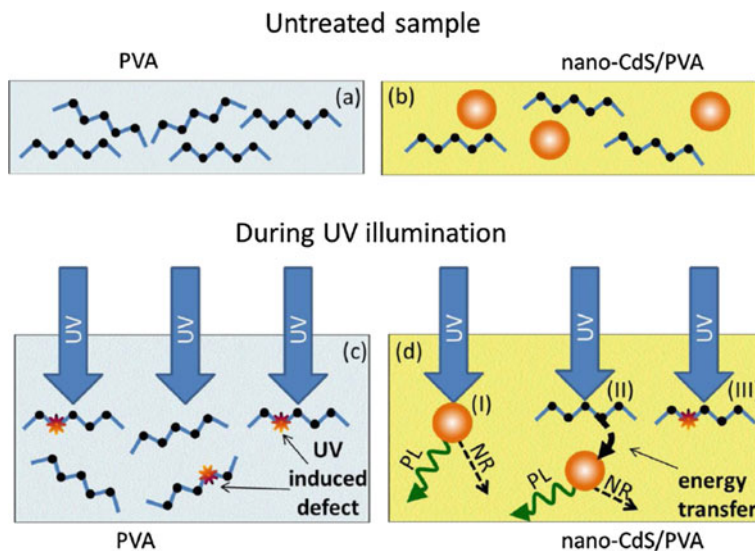 Untreated sample
PVA
nano-CdS/PVA
(a)
(b)
During UV illumination
UV
UV
UV
(c)
UV
induced
defect
PVA
UV
UV
UV
(d)
(I)
(II)
(III)
PL
NR
PL
NR
energy
transfer
nano-CdS/PVA